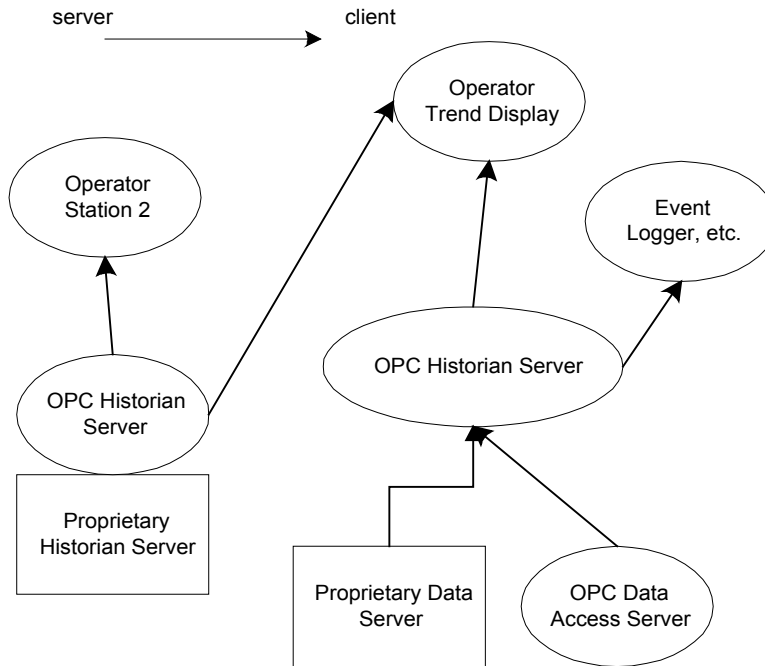 server
client
Operator
Trend Display
Operator
Station 2
Event
Logger, etc.
OPC Historian Server
OPC Historian
Server
Proprietary
Historian Server
Proprietary Data
Server
OPC Data
Access Server